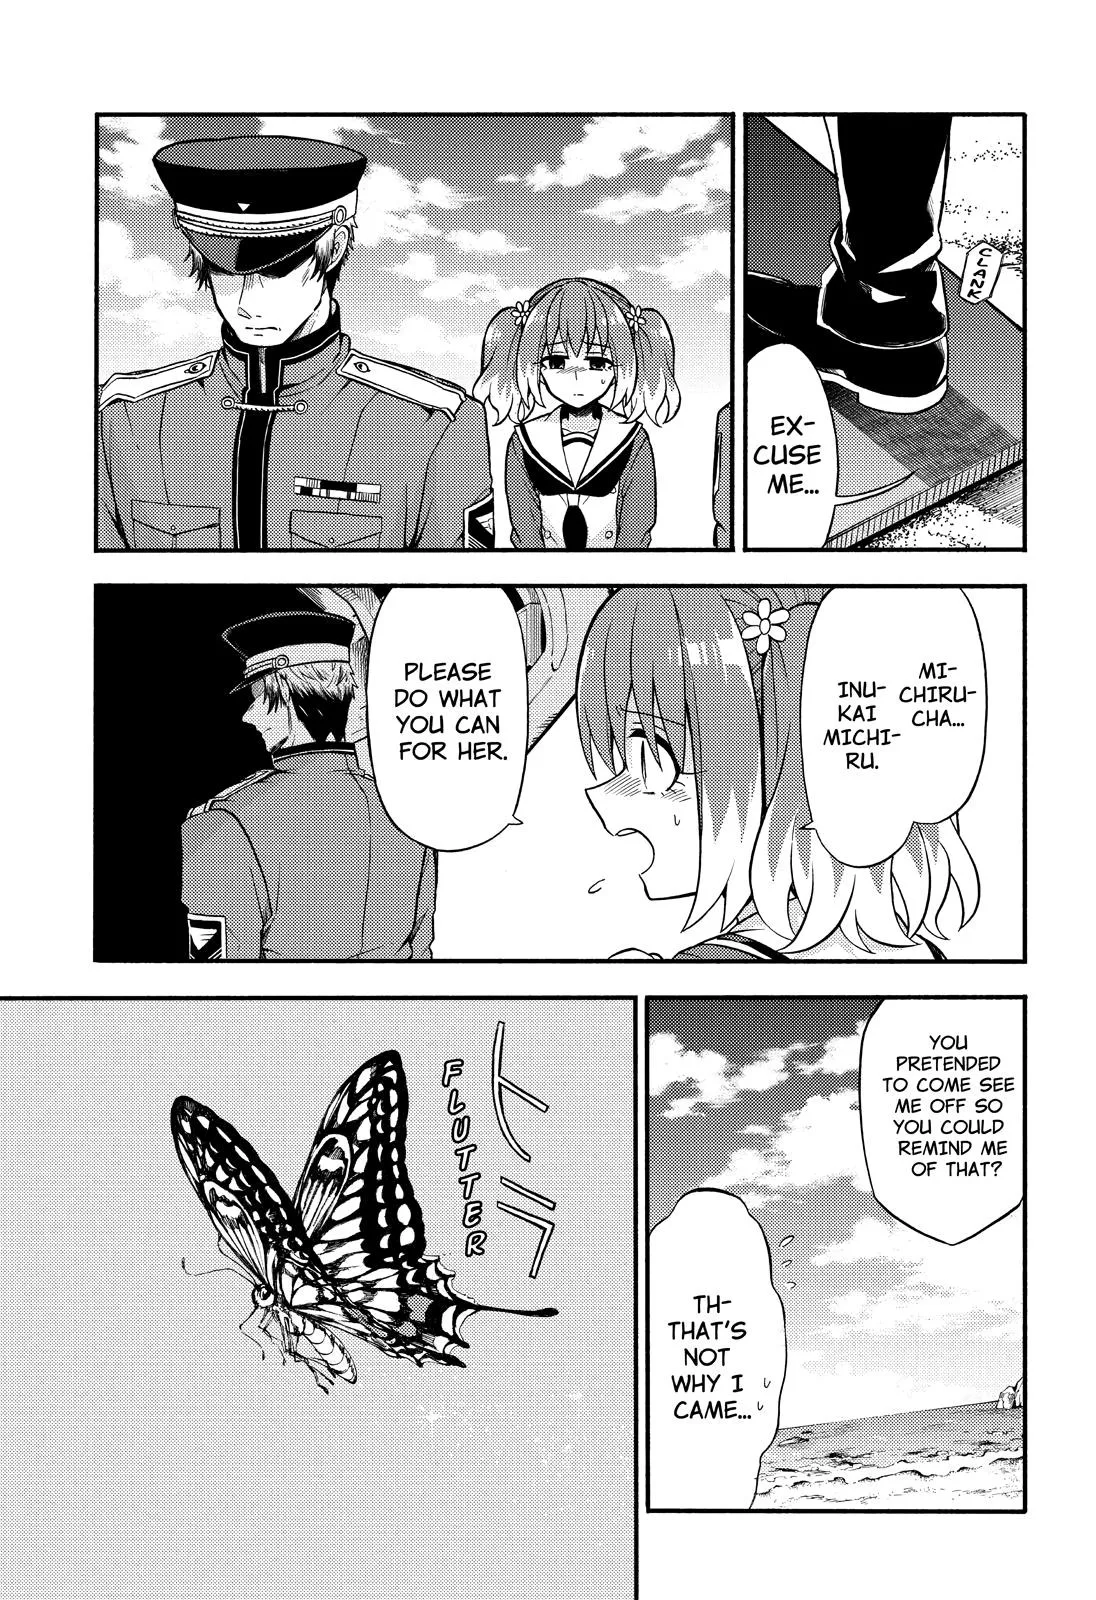 CLANK
EX-
CUSE
ME...
MI-
CHIRU-
CHA...
INU-
KAI
MICHI-
RU.
PLEASE
DO WHAT
YOU CAN
FOR HER.
YOU
PRETENDED
TO COME SEE
ME OFF SO
YOU COULD
REMIND ME
OF THAT?
TH-
THAT'S
NOT
WHY I
CAME...
FLUTTER
トラ